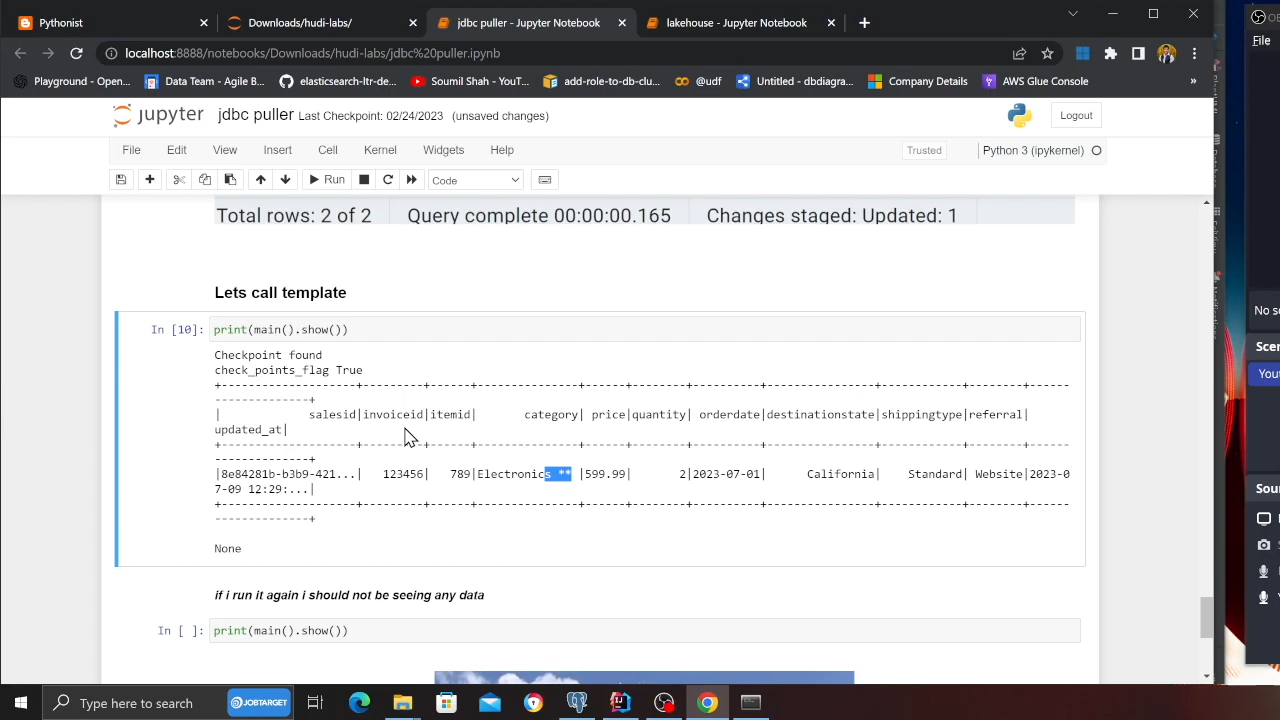 Pythonist
Downloads/hudi-labs/
jdbc puller - Jupyter Notebook
lakehouse - Jupyter Notebook
localhost:8888/notebooks/Downloads/hudi-labs/jdbc%20puller.ipynb
File
Playground - Open...
Data Team - Agile B...
elasticsearch-ltr-de...
Soumil Shah - YouT...
add-role-to-db-clu...
@udf
Untitled - dbdiagra...
Company Details
AWS Glue Console
»
jupyter jdbc puller Last Checkpoint: 02/24/2023 (unsaved changes)
Logout
File Edit View Insert Cell Kernel Widgets Help
Trusted
Python 3 (ipykernel)
Run
Code
Total rows: 2 of 2 Query complete 00:00:00.165 Changes staged: Updated: 1
Lets call template
In [10]: print(main().show())
Checkpoint found
check_points_flag True
+--------------------+---------+------+---------------+------+--------+----------+----------------+------------+--------+------
--------------+
| salesid|invoiceid|itemid| category| price|quantity| orderdate|destinationstate|shippingtype|referral|
updated_at|
+--------------------+---------+------+---------------+------+--------+----------+----------------+------------+--------+------
--------------+
|8e84281b-b3b9-421...| 123456| 789|Electronics ** |599.99| 2|2023-07-01| California| Standard| Website|2023-0
7-09 12:29:...|
+--------------------+---------+------+---------------+------+--------+----------+----------------+------------+--------+------
--------------+
None
if i run it again i should not be seeing any data
In [ ]: print(main().show())
No s
Scer
Yout
Sour
Type here to search
JOBTARGET